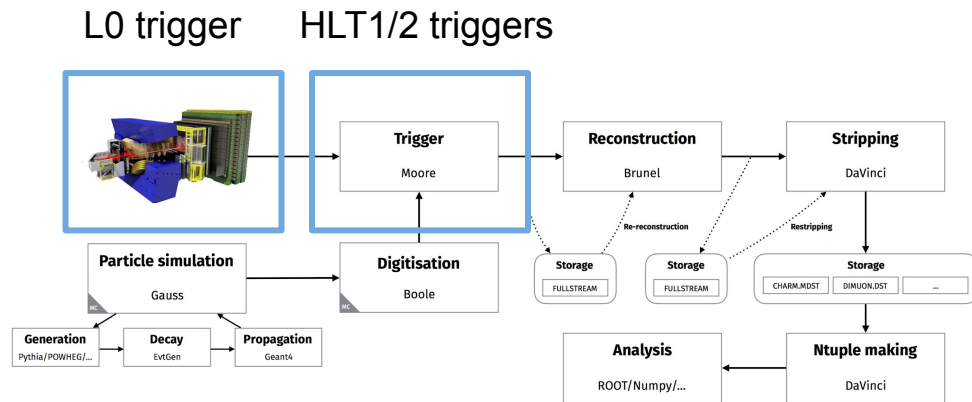 L0 trigger
HLT1/2 triggers
Trigger
Moore
Reconstruction
Brunel
Stripping
DaVinci
Re-reconstruction
Restripping
Particle simulation
Gauss
MC
Digitisation
Boole
MC
Storage
FULLSTREAM
Storage
FULLSTREAM
Storage
CHARM.MDST
DIMUON.DST
...
Generation
Pythia/POWHEG/...
Decay
EvtGen
Propagation
Geant4
Analysis
ROOT/Numpy/...
Ntuple making
DaVinci